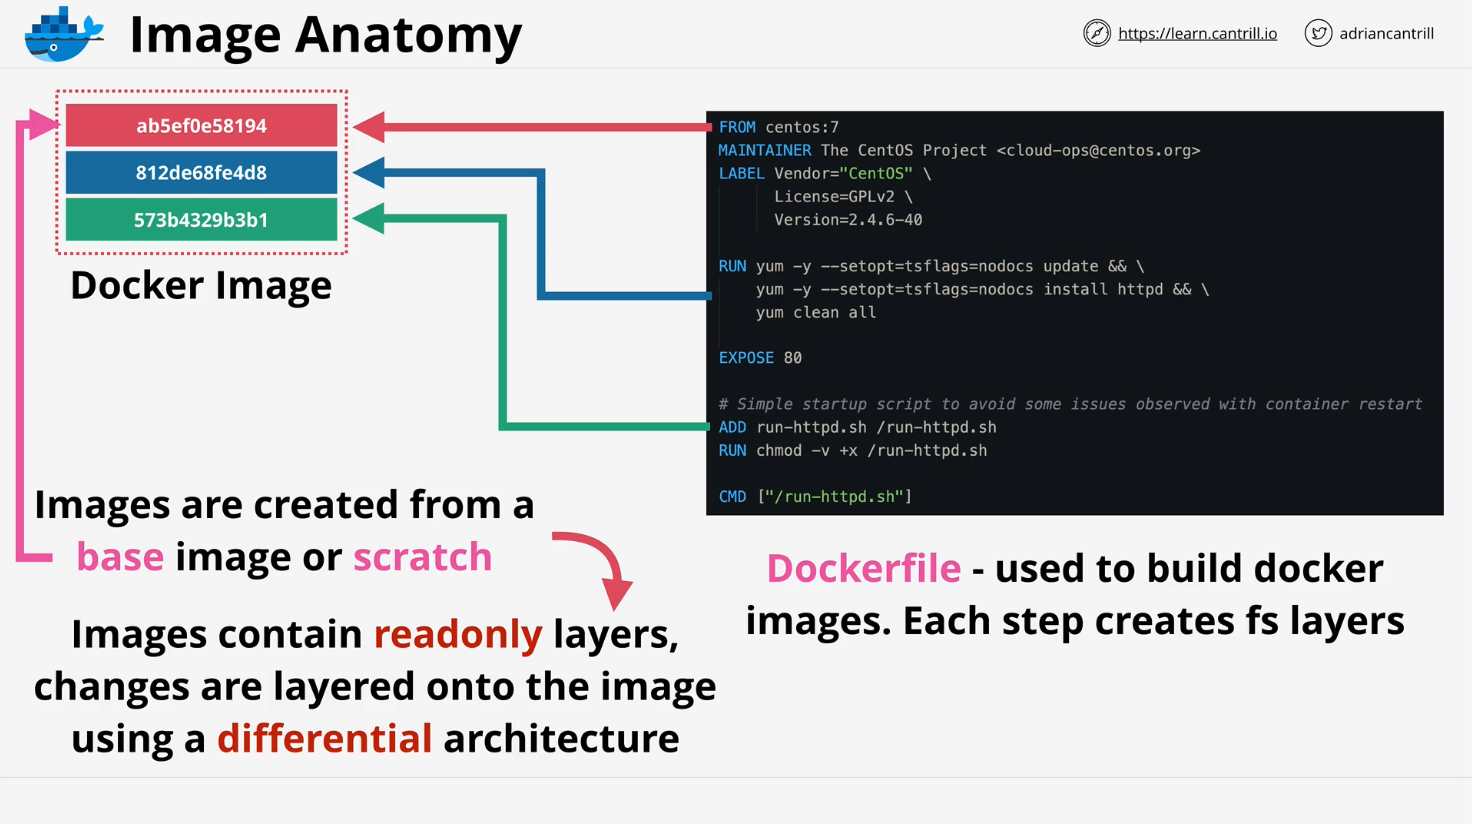 Image Anatomy
https://learn.cantrill.io
adriancantrill
ab5ef0e58194
812de68fe4d8
573b4329b3b1
Docker Image
FROM centos:7
MAINTAINER The CentOS Project <cloud-ops@centos.org>
LABEL Vendor="CentOS" \
License=GPLv2 \
Version=2.4.6-40
RUN yum -y --setopt=tsflags=nodocs update && \
yum -y --setopt=tsflags=nodocs install httpd && \
yum clean all
EXPOSE 80
# Simple startup script to avoid some issues observed with container restart
ADD run-httpd.sh /run-httpd.sh
RUN chmod -v +x /run-httpd.sh
CMD ["/run-httpd.sh"]
Images are created from a
base image or scratch
Images contain readonly layers,
changes are layered onto the image
using a differential architecture
Dockerfile - used to build docker
images. Each step creates fs layers